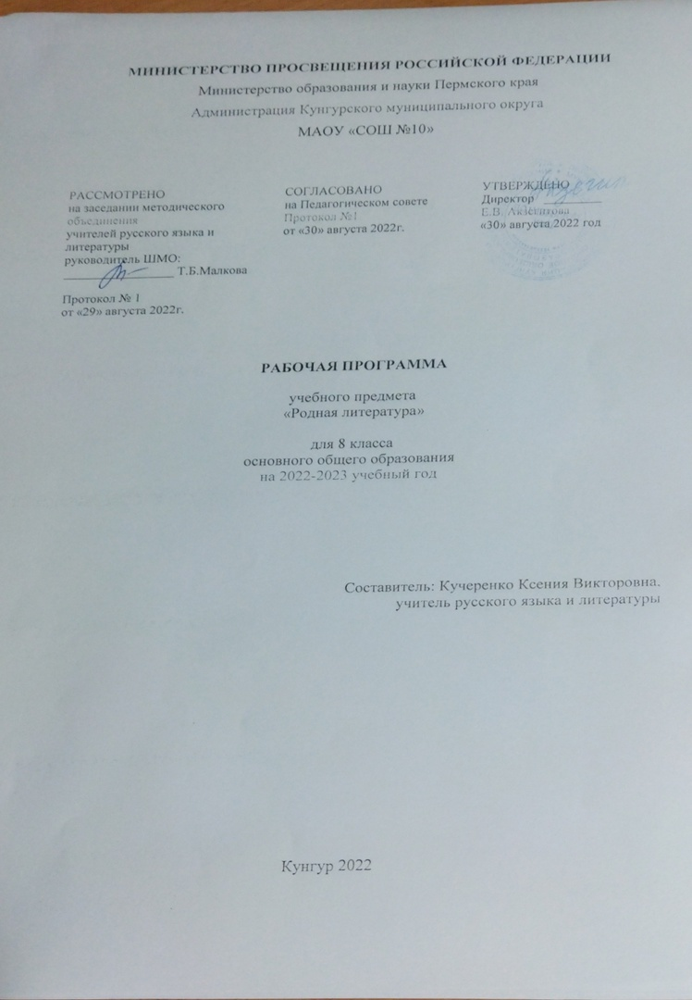 МИНИСТЕРСТВО ПРОСВЕЩЕНИЯ РОССИЙСКОЙ ФЕДЕРАЦИИ
Министерство образования и науки Пермского края
Администрация Кунгурского муниципального округа
МАОУ «СОШ №10»
РАССМОТРЕНО
на заседании методического
объединения
учителей русского языка и
литературы
руководитель ШМО:
Т.Б.Малкова
Протокол № 1
от «29» августа 2022г.
СОГЛАСОВАНО
на Педагогическом совете
Протокол №1
от «30» августа 2022г.
УТВЕРЖДЕНО
Директор
Е.В.
«30» августа 2022 год
РАБОЧАЯ ПРОГРАММА
учебного предмета
«Родная литература»
для 8 класса
основного общего образования
на 2022-2023 учебный год
Составитель: Кучеренко Ксения Викторовна.
учитель русского языка и литературы
Кунгур 2022